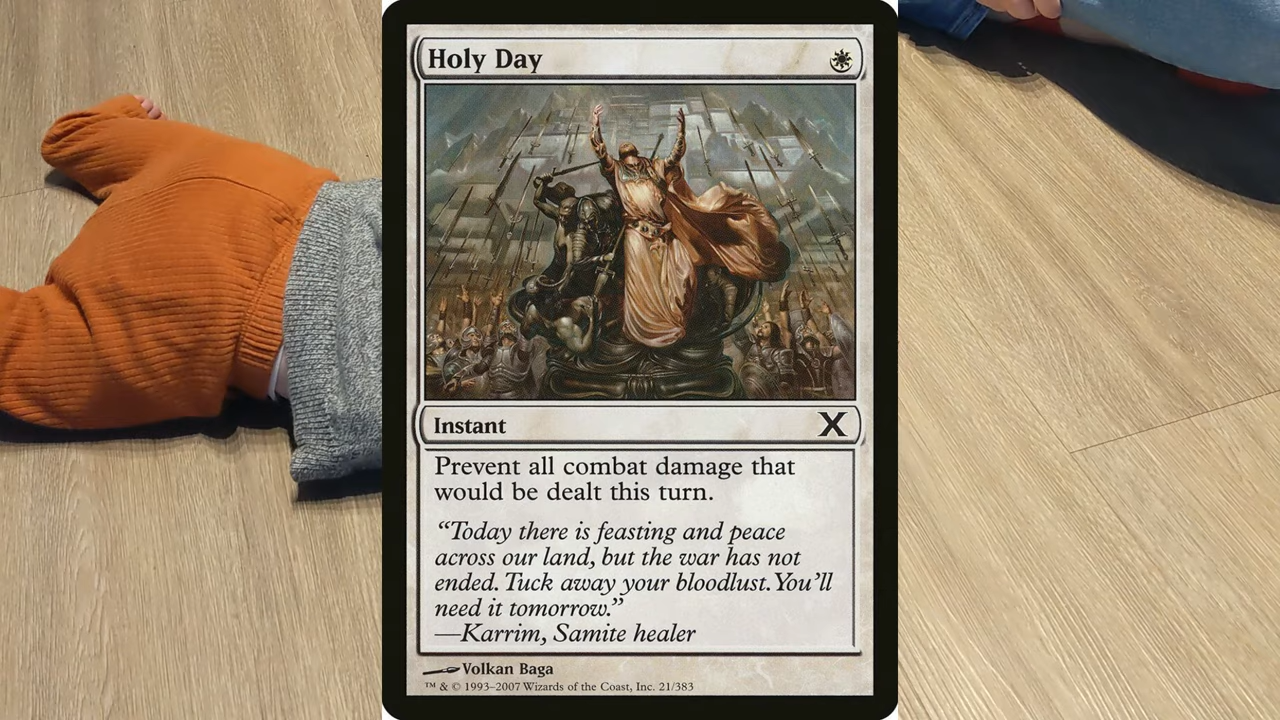 Holy Day
Instant
X
Prevent all combat damage that
would be dealt this turn.
“Today there is feasting and peace
across our land, but the war has not
ended. Tuck away your bloodlust. You’ll
need it tomorrow.”
—Karrim, Samite healer
Volkan Baga
™ & © 1993–2007 Wizards of the Coast, Inc. 21/383